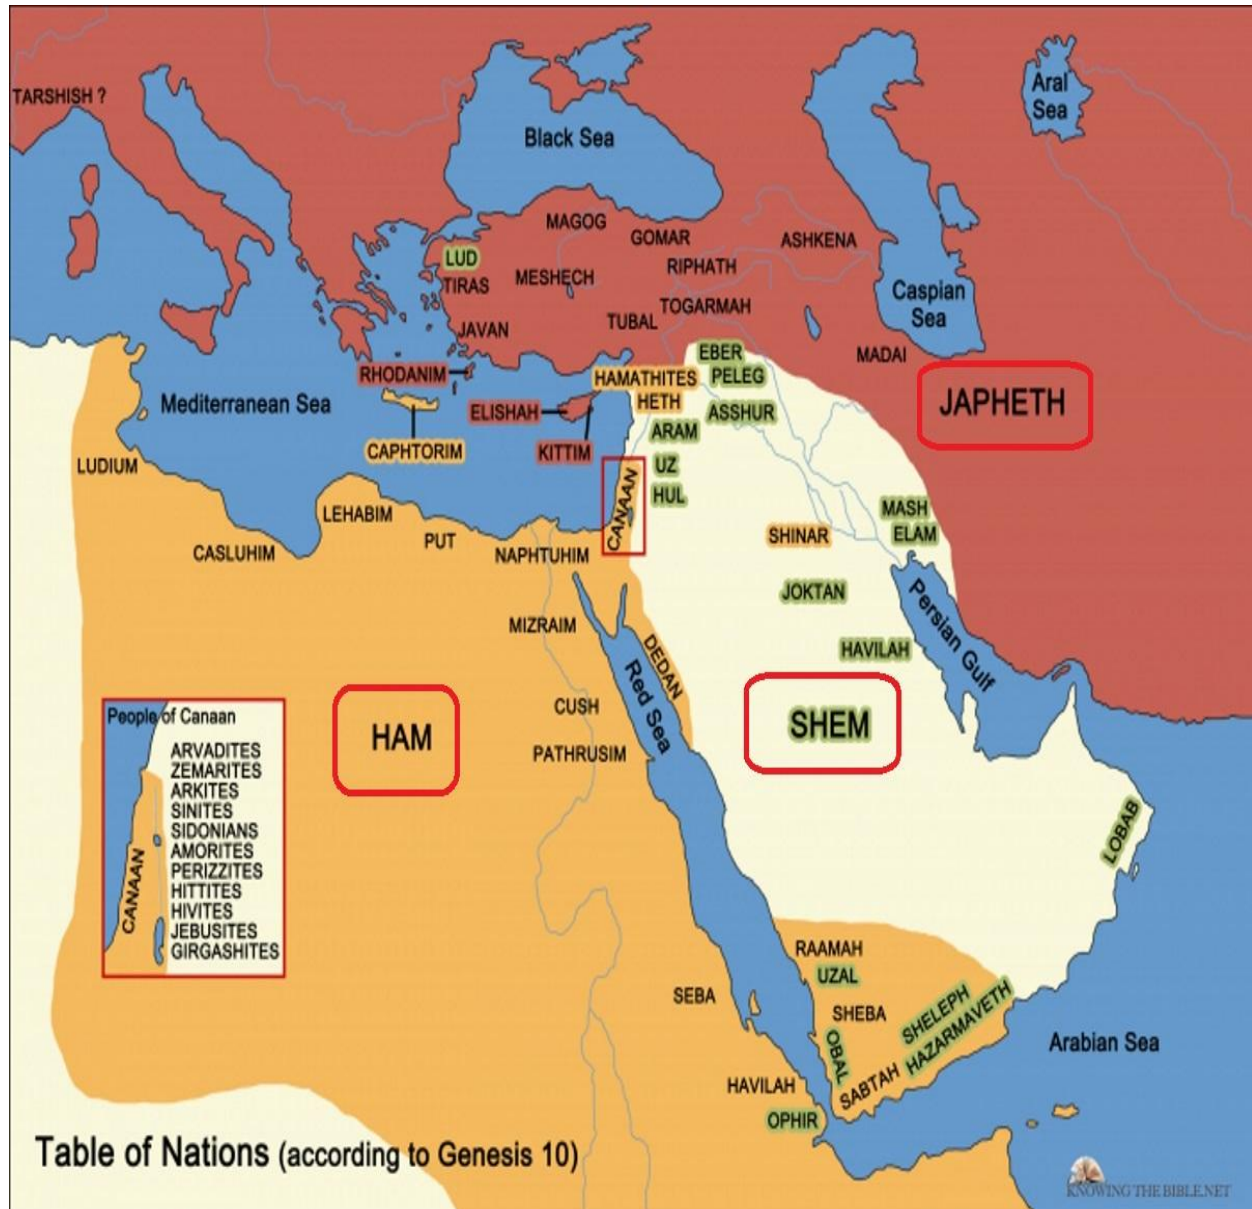 TARSHISH ?
Black Sea
Aral
Sea
MAGOG
GOMAR
ASHKENA
LUD
TIRAS
MESHECH
RIPHATH
Caspian
Sea
TOGARMAH
TUBAL
JAVAN
MADAI
EBER
PELEG
RHODANIM
HAMATHITES
HETH
JAPHETH
Mediterranean Sea
ELISHAH
ASSHUR
ARAM
CAPHTORIM
KITTIM
LUDIUM
UZ
HUL
CANAAN
LEHABIM
MASH
ELAM
CASLUHIM
PUT
NAPHTUHIM
SHINAR
JOKTAN
MIZRAIM
DEDAN
HAVILAH
Persian Gulf
Red Sea
CUSH
HAM
SHEM
PATHRUSIM
People of Canaan
ARVADITES
ZEMARITES
ARKITES
SINITES
SIDONIANS
AMORITES
PERIZZITES
HITTITES
HIVITES
JEBUSITES
GIRGASHITES
CANAAN
LOBAB
RAAMAH
UZAL
SEBA
SHEBA
SHELEPH
HAZARMAVETH
OBAL
SABTAH
Arabian Sea
HAVILAH
OPHIR
Table of Nations (according to Genesis 10)
KNOWING THE BIBLE.NET